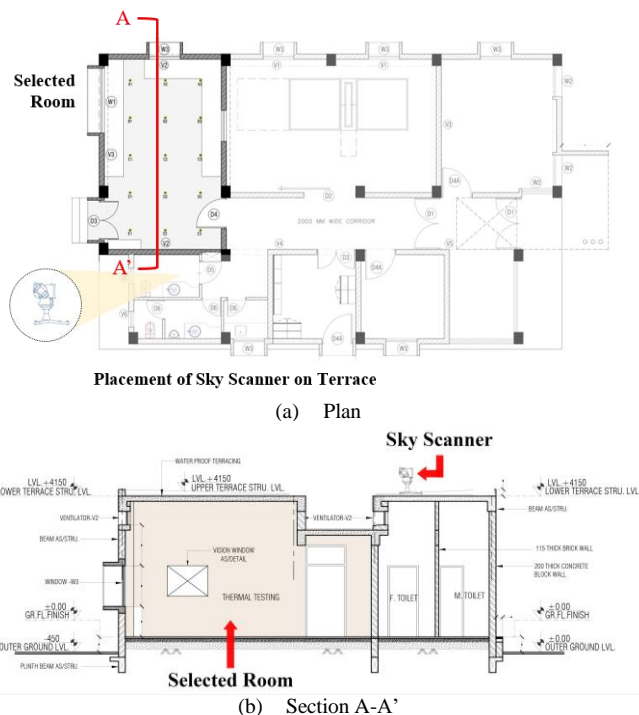 A
Selected
Room
W3
W3
W3
W3
V2
V1
V1
V1
W1
V3
V3
W2
D4A
W2
W2
D3
D4
D2
2000 MM WIDE CORRIDOR
D1
D1
V2
V4
V5
A’
D5
D3
D4A
V6
D6
D6
D6
W3
D4A
W3
Placement of Sky Scanner on Terrace
(a) Plan
Sky Scanner
WATER PROOF TERRACING
LVL.+4150
LOWER TERRACE STRU. LVL.
LVL.+4150
UPPER TERRACE STRU. LVL.
LVL.+4150
LOWER TERRACE STRU. LVL.
VENTILATOR-V2
VENTILATOR-V2
BEAM AS/STRU.
BEAM AS/STRU.
VISION WINDOW
AS/DETAIL
115 THICK BRICK WALL
200 THICK CONCRETE
BLOCK WALL
WINDOW -W3
THERMAL TESTING
F. TOILET
M. TOILET
±0.00
GR.FL.FINISH
±0.00
GR.FL.FINISH
-450
OUTER GROUND LVL.
±0.00
OUTER GROUND LVL.
PLINTH BEAM AS/STRU.
Selected Room
(b) Section A-A’